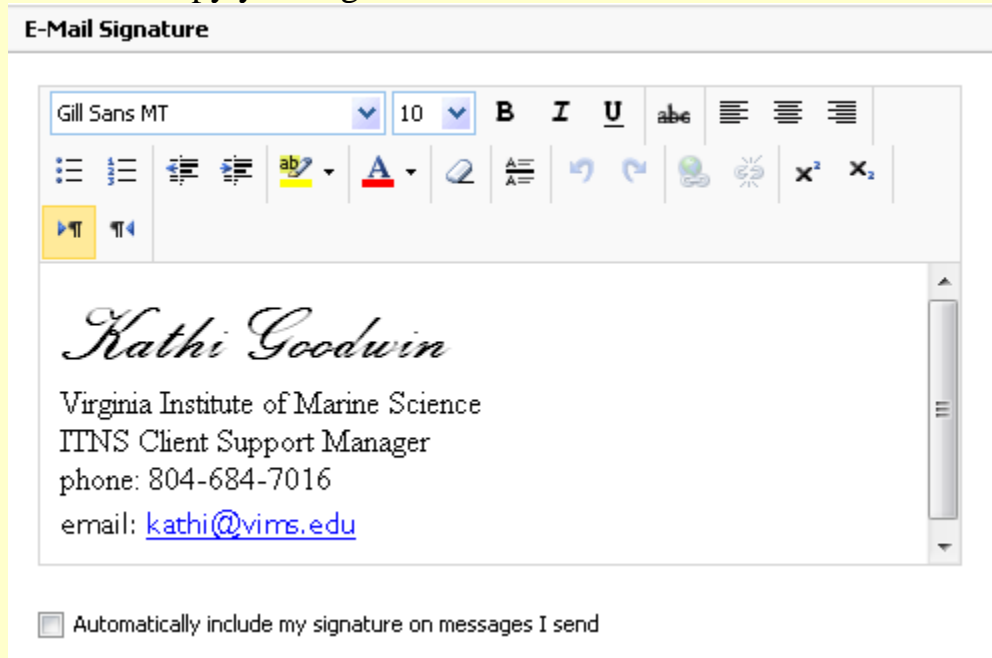 E-Mail Signature
Gill Sans MT 10 B I U abc
ab A A A x² x₂
¶ ¶
Kathi Goodwin
Virginia Institute of Marine Science
ITNS Client Support Manager
phone: 804-684-7016
email: kathi@vims.edu
Automatically include my signature on messages I send